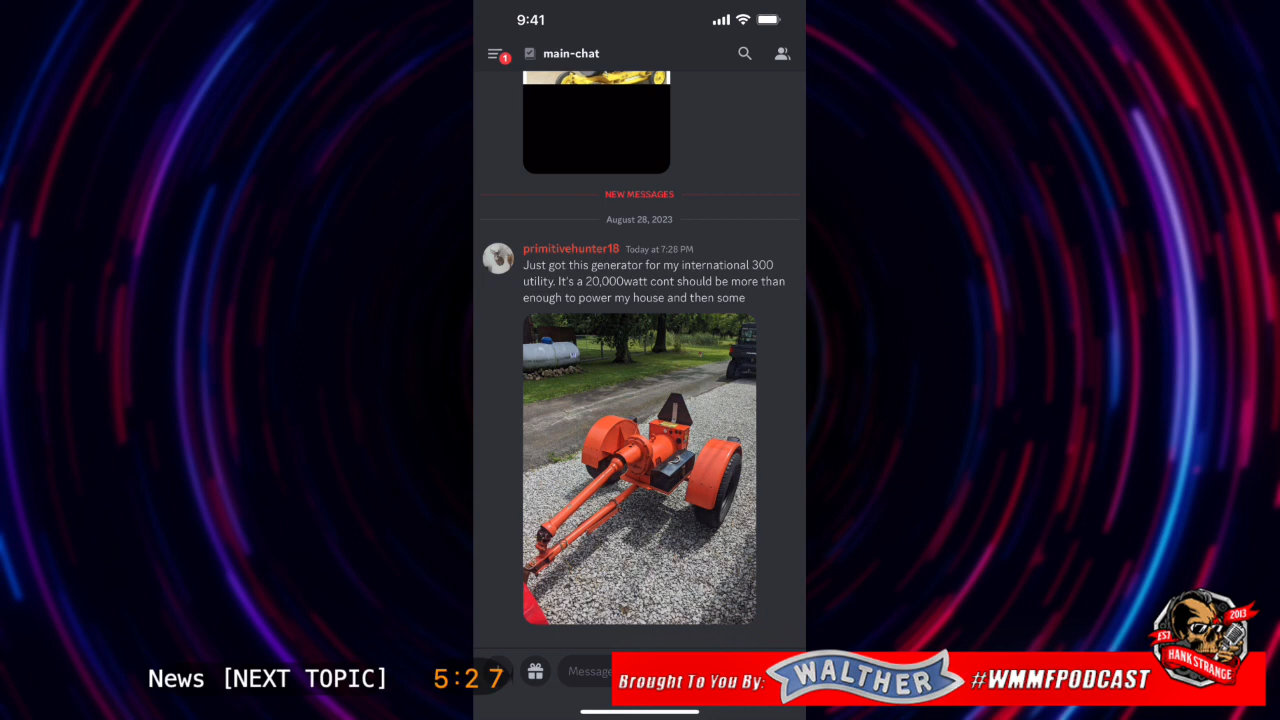 9:41
1
main-chat
NEW MESSAGES
August 28, 2023
primitivehunter18 Today at 7:28 PM
Just got this generator for my international 300
utility. It's a 20,000watt cont should be more than
enough to power my house and then some
Message
News [NEXT TOPIC] 5:27
Brought To You By: WALTHER #WMMFPODCAST
EST 2013
HANK STRANGE